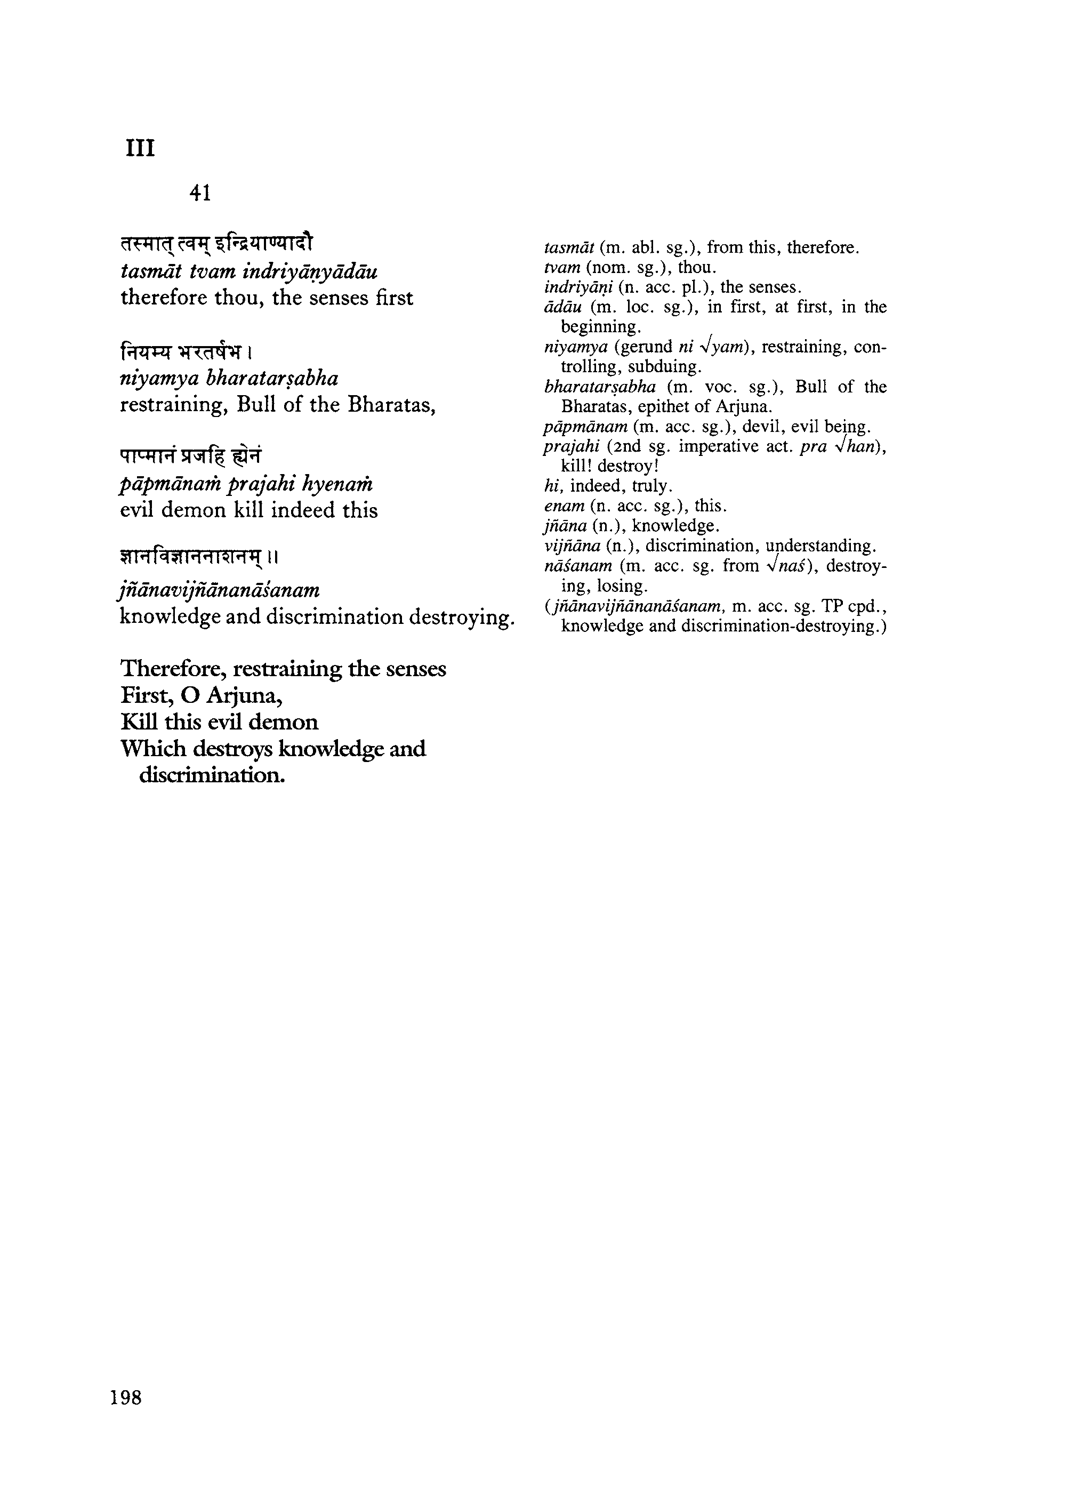 III
41
तस्मात् त्वम् इन्द्रियाण्यादौ
tasmāt tvam indriyāṇyādāu
therefore thou, the senses first
नियम्य भरतर्षभ ।
niyamya bharatarṣabha
restraining, Bull of the Bharatas,
पाप्मानं प्रजहि ह्येनं
pāpmānaṁ prajahi hyenaṁ
evil demon kill indeed this
ज्ञानविज्ञाननाशनम् ॥
jñānavijñānanāśanam
knowledge and discrimination destroying.
Therefore, restraining the senses
First, O Arjuna,
Kill this evil demon
Which destroys knowledge and
discrimination.
tasmāt (m. abl. sg.), from this, therefore.
tvam (nom. sg.), thou.
indriyāṇi (n. acc. pl.), the senses.
ādāu (m. loc. sg.), in first, at first, in the
beginning.
niyamya (gerund ni √yam), restraining, con-
trolling, subduing.
bharatarṣabha (m. voc. sg.), Bull of the
Bharatas, epithet of Arjuna.
pāpmānam (m. acc. sg.), devil, evil being.
prajahi (2nd sg. imperative act. pra √han),
kill! destroy!
hi, indeed, truly.
enam (n. acc. sg.), this.
jñāna (n.), knowledge.
vijñāna (n.), discrimination, understanding.
nāśanam (m. acc. sg. from √naś), destroy-
ing, losing.
(jñānavijñānanāśanam, m. acc. sg. TP cpd.,
knowledge and discrimination-destroying.)
198